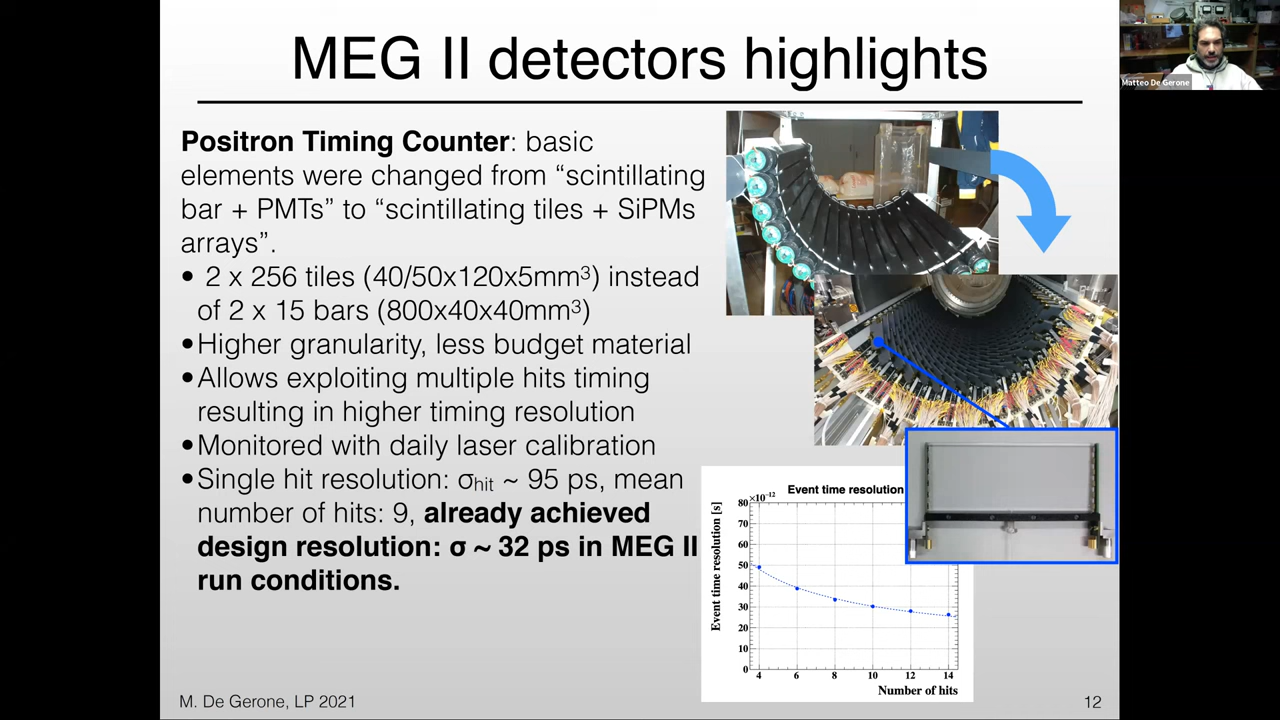 MEG II detectors highlights
Matteo De Gerone
Positron Timing Counter: basic
elements were changed from “scintillating
bar + PMTs” to “scintillating tiles + SiPMs
arrays”.
• 2 x 256 tiles (40/50x120x5mm³) instead
of 2 x 15 bars (800x40x40mm³)
•Higher granularity, less budget material
•Allows exploiting multiple hits timing
resulting in higher timing resolution
•Monitored with daily laser calibration
•Single hit resolution: σhit ~ 95 ps, mean
number of hits: 9, already achieved
design resolution: σ ~ 32 ps in MEG II
run conditions.
Event time resolution
×10⁻¹²
Event time resolution [s]
80
70
60
50
40
30
20
10
0
4 6 8 10 12 14
Number of hits
M. De Gerone, LP 2021
12